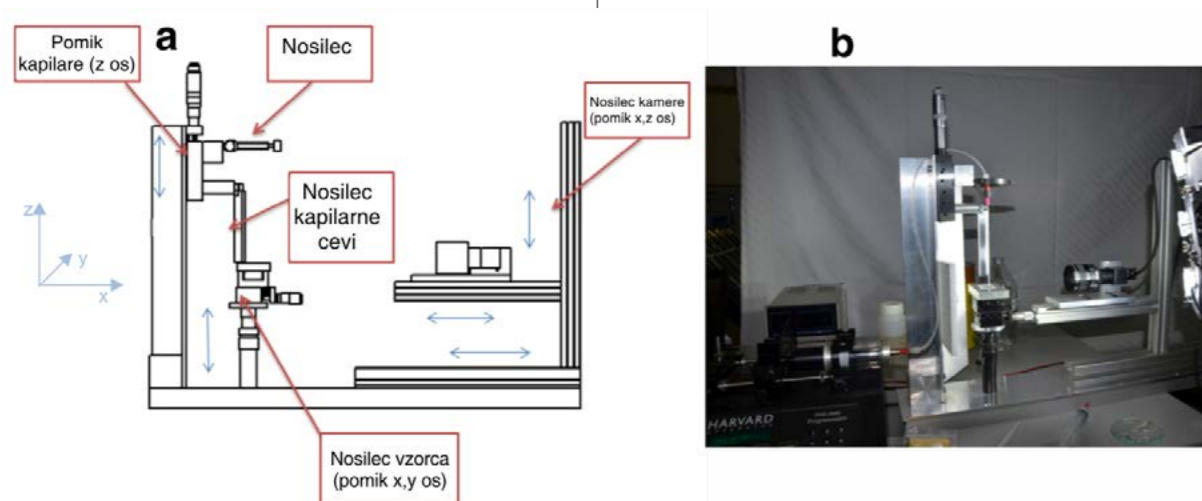 a
Pomik
kapilare (z os)
Nosilec
Nosilec kamere
(pomik x,z os)
Nosilec
kapilarne
cevi
z
y
x
Nosilec vzorca
(pomik x,y os)
b
HARVARD